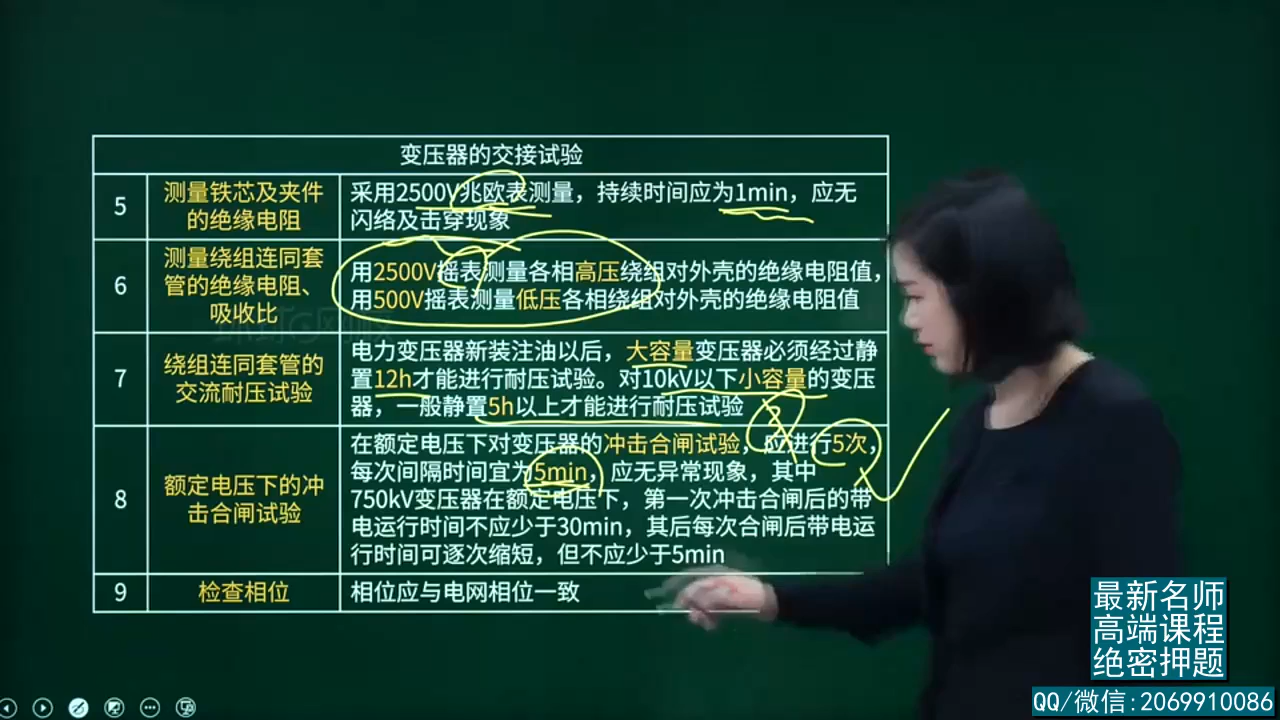 变压器的交接试验
5
测量铁芯及夹件
的绝缘电阻
采用2500V兆欧表测量，持续时间应为1min，应无
闪络及击穿现象
6
测量绕组连同套
管的绝缘电阻、
吸收比
用2500V摇表测量各相高压绕组对外壳的绝缘电阻值，
用500V摇表测量低压各相绕组对外壳的绝缘电阻值
7
绕组连同套管的
交流耐压试验
电力变压器新装注油以后，大容量变压器必须经过静
置12h才能进行耐压试验。对10kV以下小容量的变压
器，一般静置5h以上才能进行耐压试验
8
额定电压下的冲
击合闸试验
在额定电压下对变压器的冲击合闸试验，应进行5次，
每次间隔时间宜为5min，应无异常现象，其中
750kV变压器在额定电压下，第一次冲击合闸后的带
电运行时间不应少于30min，其后每次合闸后带电运
行时间可逐次缩短，但不应少于5min
9
检查相位
相位应与电网相位一致
最新名师
高端课程
绝密押题
QQ/微信:2069910086